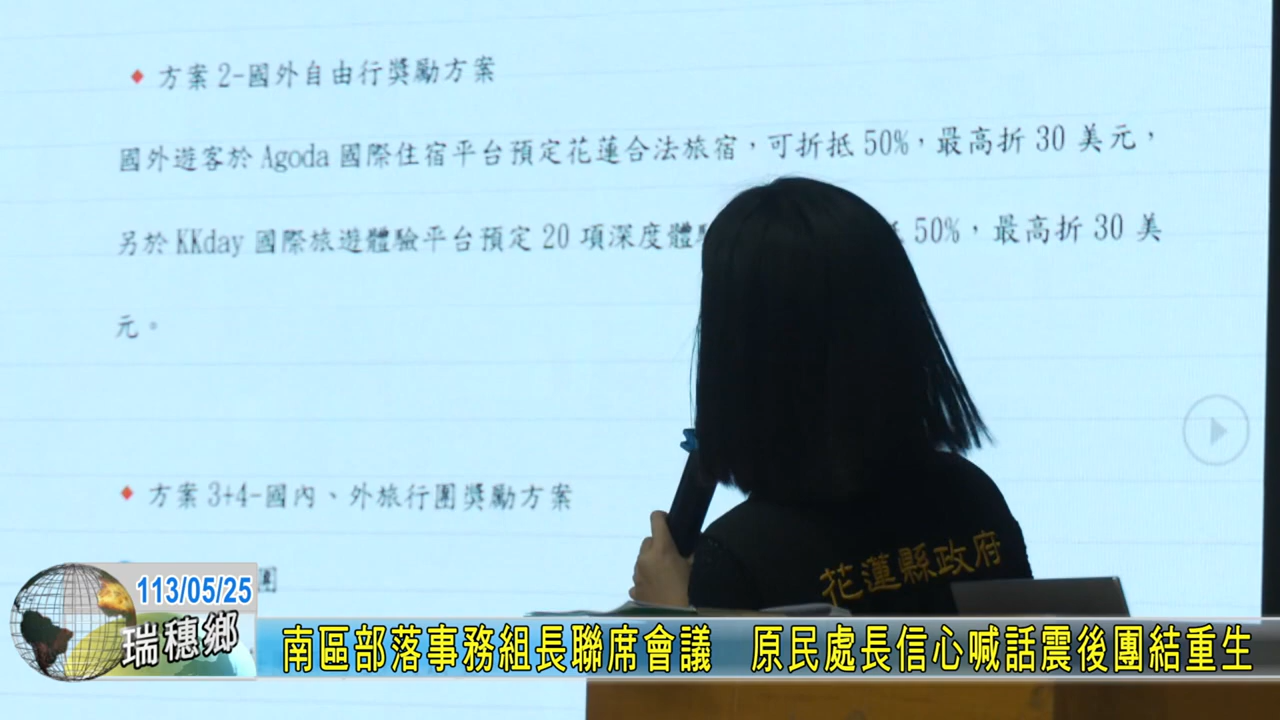 ◆ 方案2-國外自由行獎勵方案
國外遊客於 Agoda 國際住宿平台預定花蓮合法旅宿，可折抵 50%，最高折 30 美元，
另於 KKday 國際旅遊體驗平台預定 20 項深度體 50%，最高折 30 美
元。
◆ 方案3+4-國內、外旅行團獎勵方案
團
花蓮縣政府
113/05/25
瑞穗鄉
南區部落事務組長聯席會議 原民處長信心喊話震後團結重生